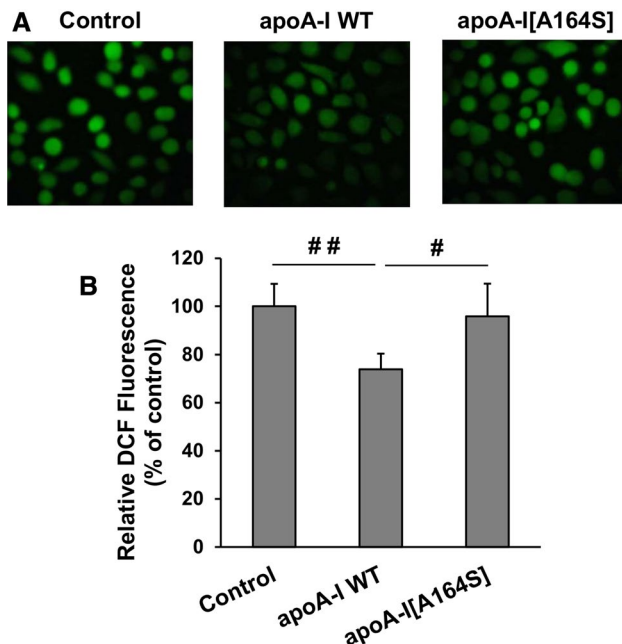 A
Control
apoA-I WT
apoA-I[A164S]
B
# #
#
Relative DCF Fluorescence
(% of control)
120
100
80
60
40
20
0
Control
apoA-I WT
apoA-I[A164S]